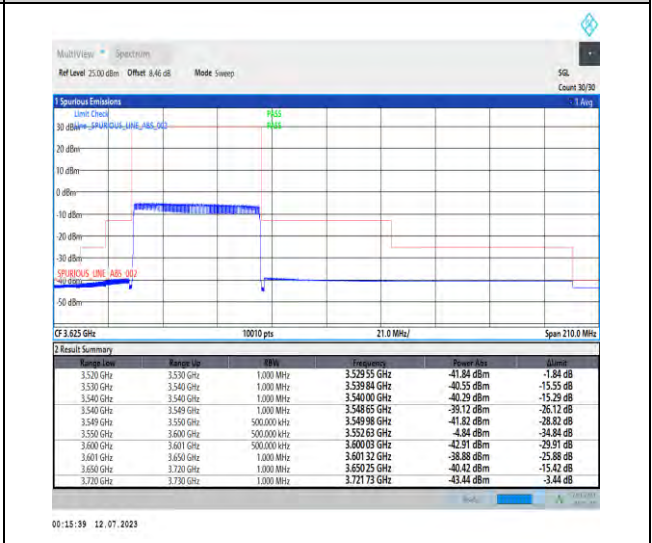 MultiView Spectrum
Ref Level 25.00 dBm Offset 8.46 dB Mode Sweep SGL
Count 30/30
1 Spurious Emissions 1 Avg
Limit Check PASS
30 dBm Line _SPURIOUS_LINE_ABS_002 PASS
20 dBm
10 dBm
0 dBm
-10 dBm
-20 dBm
-30 dBm
SPURIOUS_LINE_ABS_002
-40 dBm
-50 dBm
CF 3.625 GHz 10010 pts 21.0 MHz/ Span 210.0 MHz
2 Result Summary
Range Low Range Up RBW Frequency Power Abs ΔLimit
3.520 GHz 3.530 GHz 1.000 MHz 3.529 55 GHz -41.84 dBm -1.84 dB
3.530 GHz 3.540 GHz 1.000 MHz 3.539 84 GHz -40.55 dBm -15.55 dB
3.540 GHz 3.540 GHz 1.000 MHz 3.540 00 GHz -40.29 dBm -15.29 dB
3.540 GHz 3.549 GHz 1.000 MHz 3.548 65 GHz -39.12 dBm -26.12 dB
3.549 GHz 3.550 GHz 500.000 kHz 3.549 98 GHz -41.82 dBm -28.82 dB
3.550 GHz 3.600 GHz 500.000 kHz 3.552 63 GHz -4.84 dBm -34.84 dB
3.600 GHz 3.601 GHz 500.000 kHz 3.600 03 GHz -42.91 dBm -29.91 dB
3.601 GHz 3.650 GHz 1.000 MHz 3.601 32 GHz -38.88 dBm -25.88 dB
3.650 GHz 3.720 GHz 1.000 MHz 3.650 25 GHz -40.42 dBm -15.42 dB
3.720 GHz 3.730 GHz 1.000 MHz 3.721 73 GHz -43.44 dBm -3.44 dB
00:15:39 12.07.2023